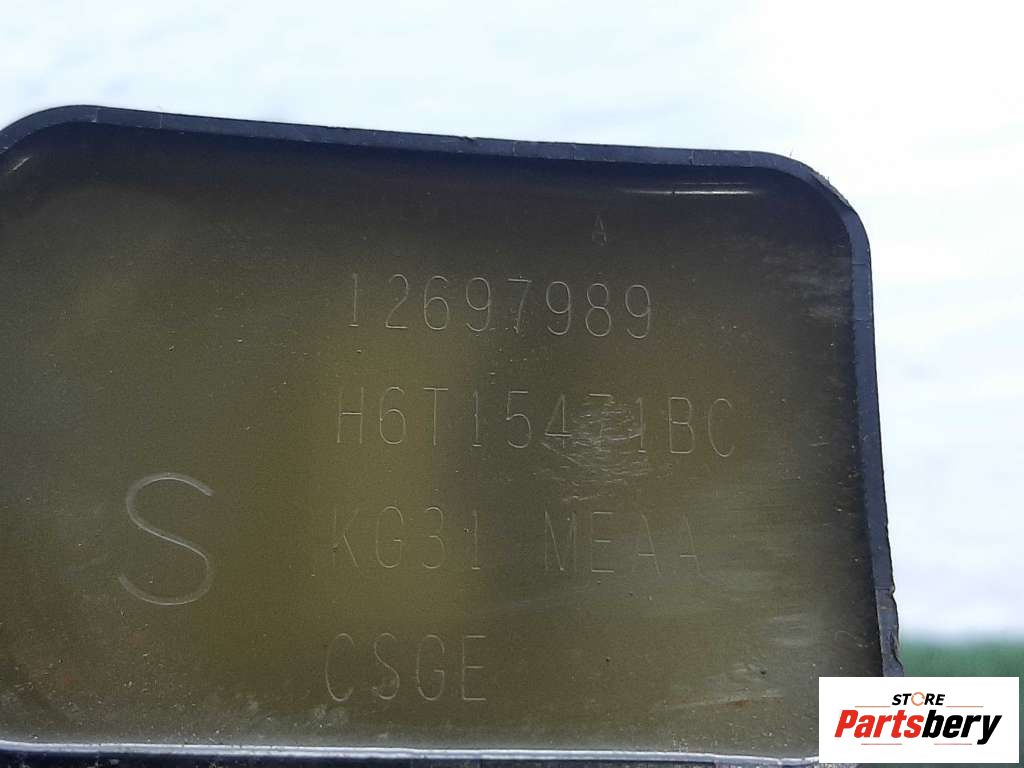 A
12697989
H6T15471BC
S
KG31 MEAA
CSGE
STORE
Partsbery